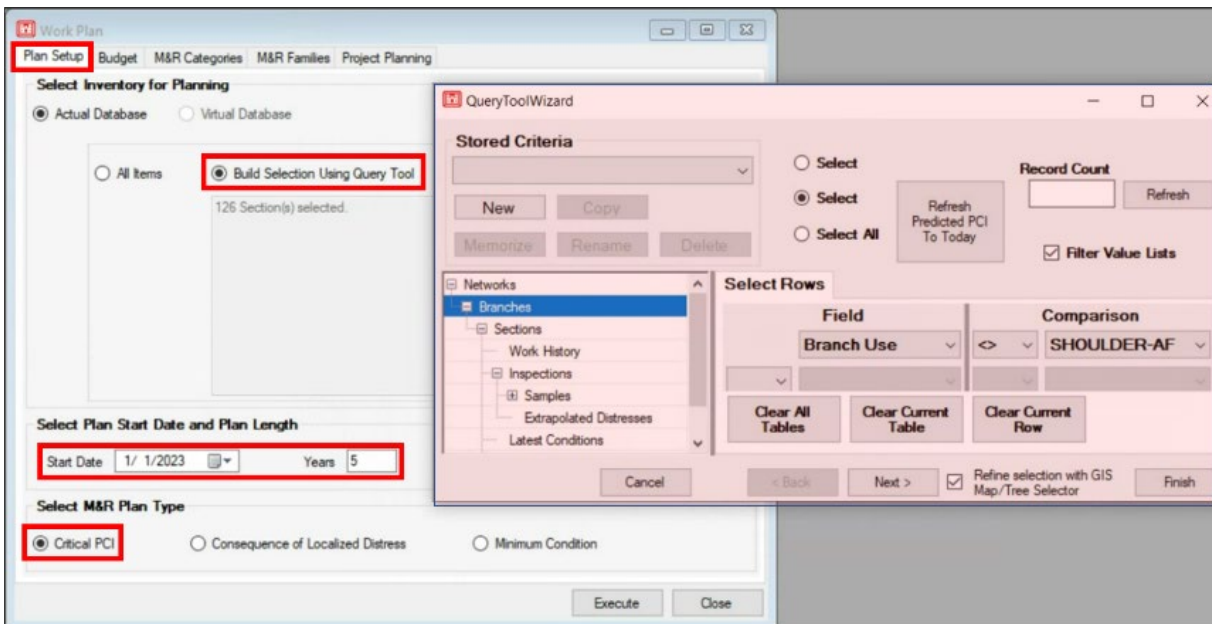 Work Plan
Plan Setup Budget M&R Categories M&R Families Project Planning
Select Inventory for Planning
Actual Database Virtual Database
All Items Build Selection Using Query Tool
126 Section(s) selected.
Select Plan Start Date and Plan Length
Start Date 1/ 1/2023 Years 5
Select M&R Plan Type
Critical PCI Consequence of Localized Distress Minimum Condition
Execute Close
QueryToolWizard
Stored Criteria
New Copy
Memorize Rename Delete
Select
Select
Select All
Refresh
Predicted PCI
To Today
Record Count
Refresh
Filter Value Lists
Networks
Branches
Sections
Work History
Inspections
Samples
Extrapolated Distresses
Latest Conditions
Select Rows
Field Comparison
Branch Use <> SHOULDER-AF
Clear All
Tables
Clear Current
Table
Clear Current
Row
Cancel < Back Next >
Refine selection with GIS
Map/Tree Selector
Finish